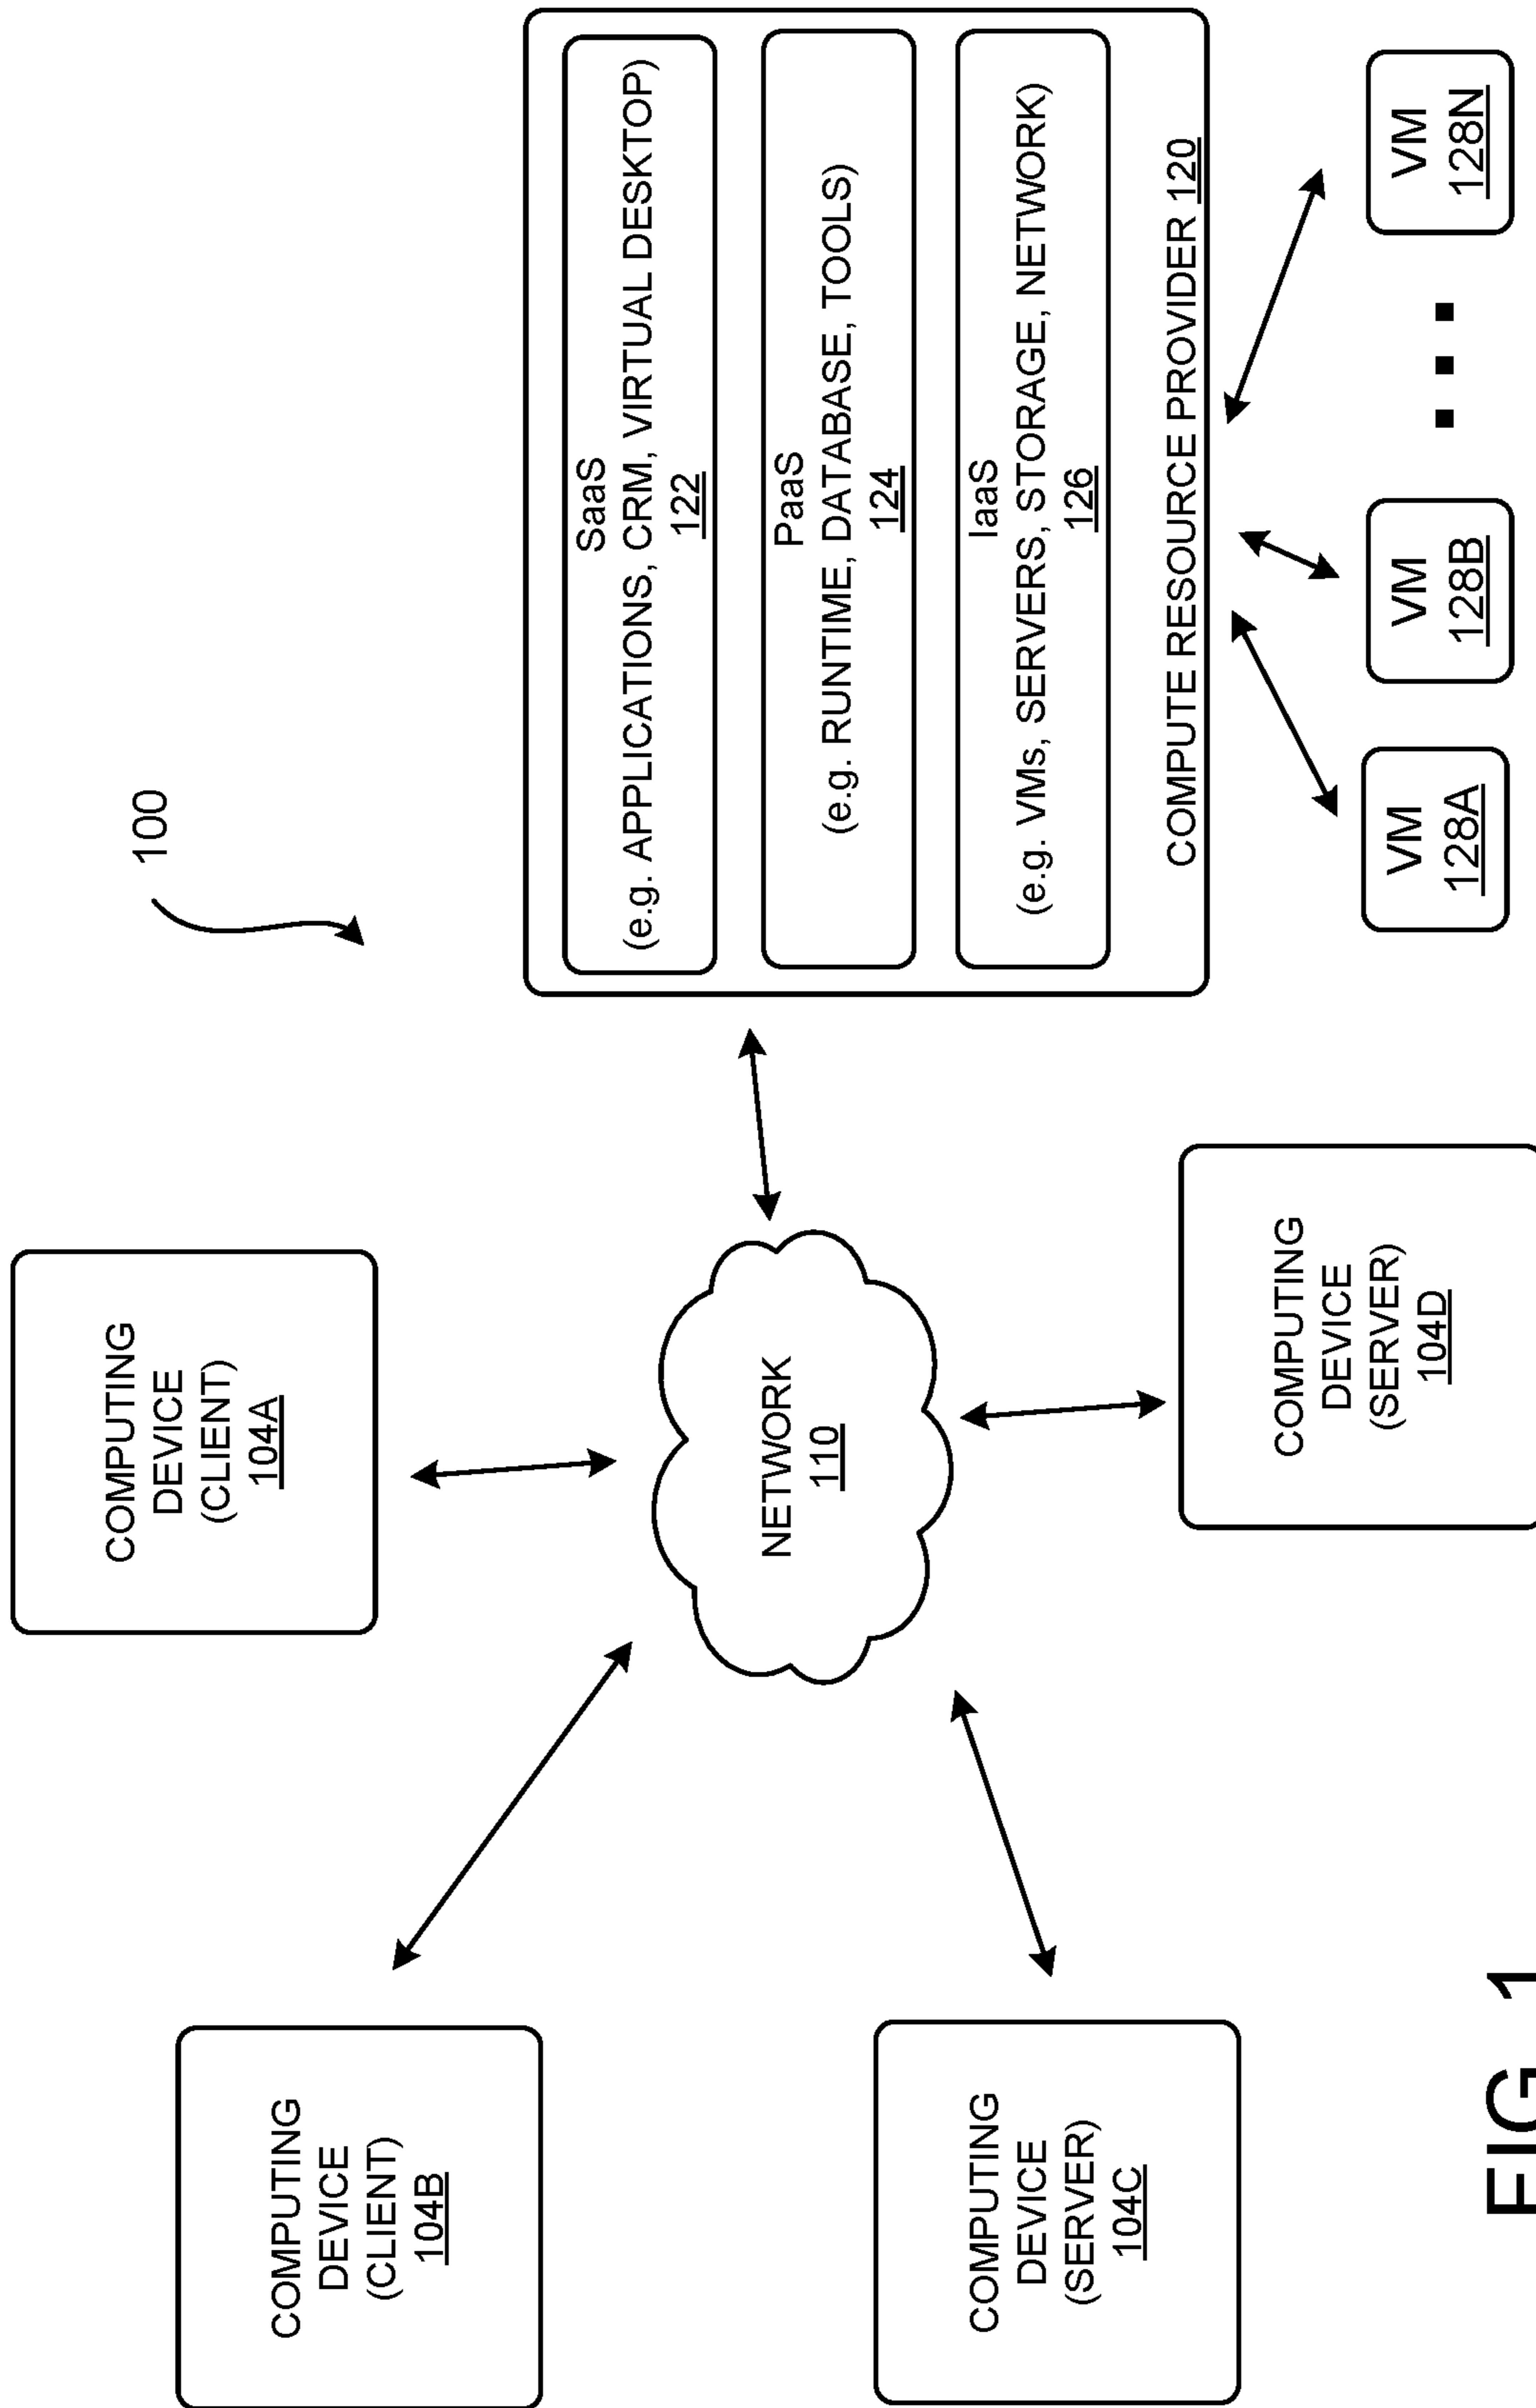 100
COMPUTING
DEVICE
(CLIENT)
104A
COMPUTING
DEVICE
(CLIENT)
104B
SaaS
(e.g. APPLICATIONS, CRM, VIRTUAL DESKTOP)
122
PaaS
(e.g. RUNTIME, DATABASE, TOOLS)
124
IaaS
(e.g. VMs, SERVERS, STORAGE, NETWORK)
126
COMPUTE RESOURCE PROVIDER 120
NETWORK
110
COMPUTING
DEVICE
(SERVER)
104C
COMPUTING
DEVICE
(SERVER)
104D
VM
128A
VM
128B
VM
128N
FIG. 1